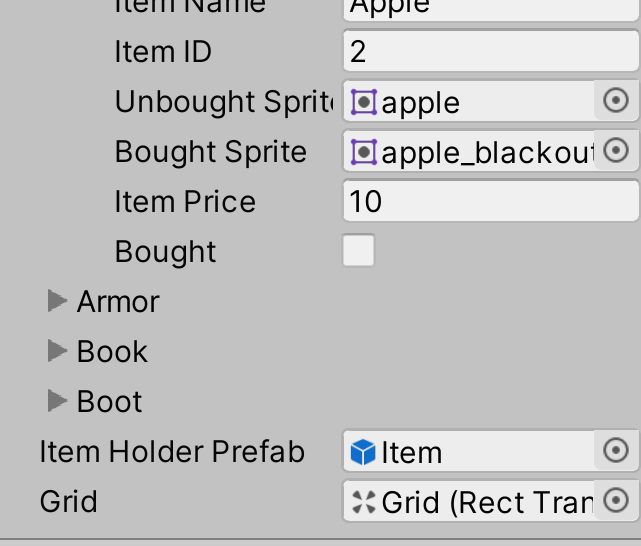 Item Name Apple
Item ID 2
Unbought Sprite apple
Bought Sprite apple_blackout
Item Price 10
Bought
Armor
Book
Boot
Item Holder Prefab Item
Grid Grid (Rect Tran